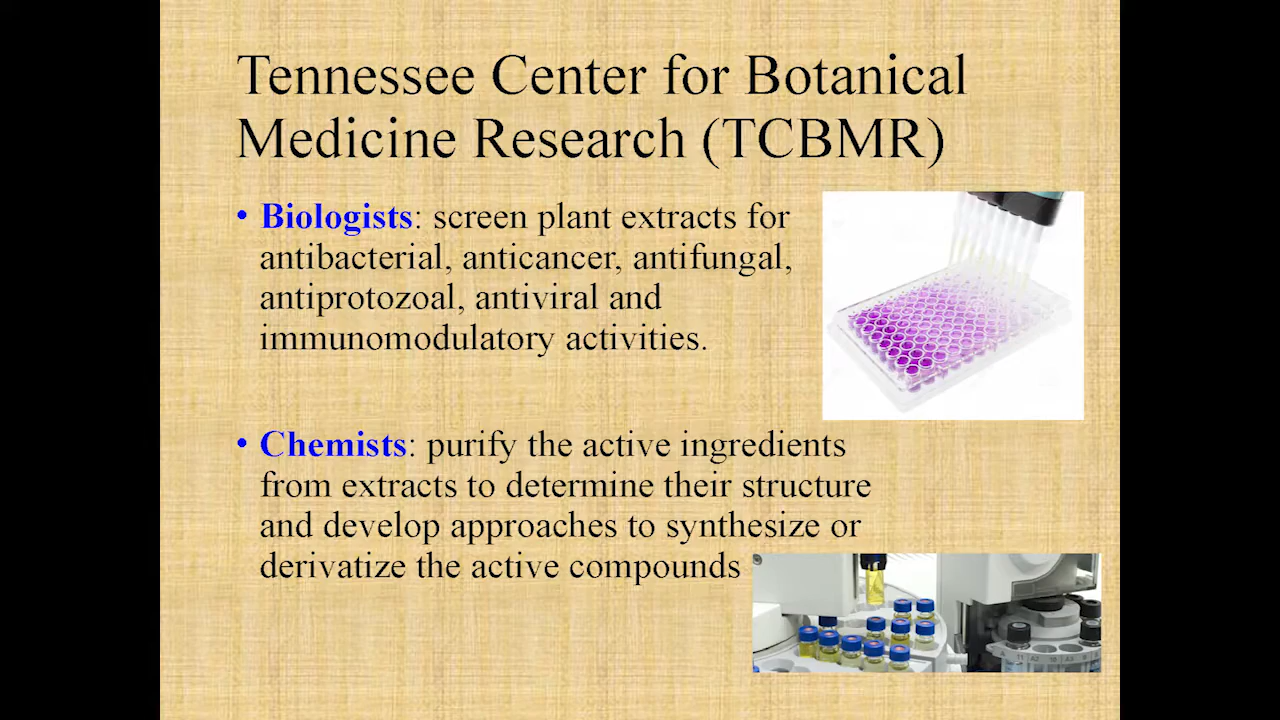 Tennessee Center for Botanical
Medicine Research (TCBMR)
• Biologists: screen plant extracts for
antibacterial, anticancer, antifungal,
antiprotozoal, antiviral and
immunomodulatory activities.
• Chemists: purify the active ingredients
from extracts to determine their structure
and develop approaches to synthesize or
derivatize the active compounds